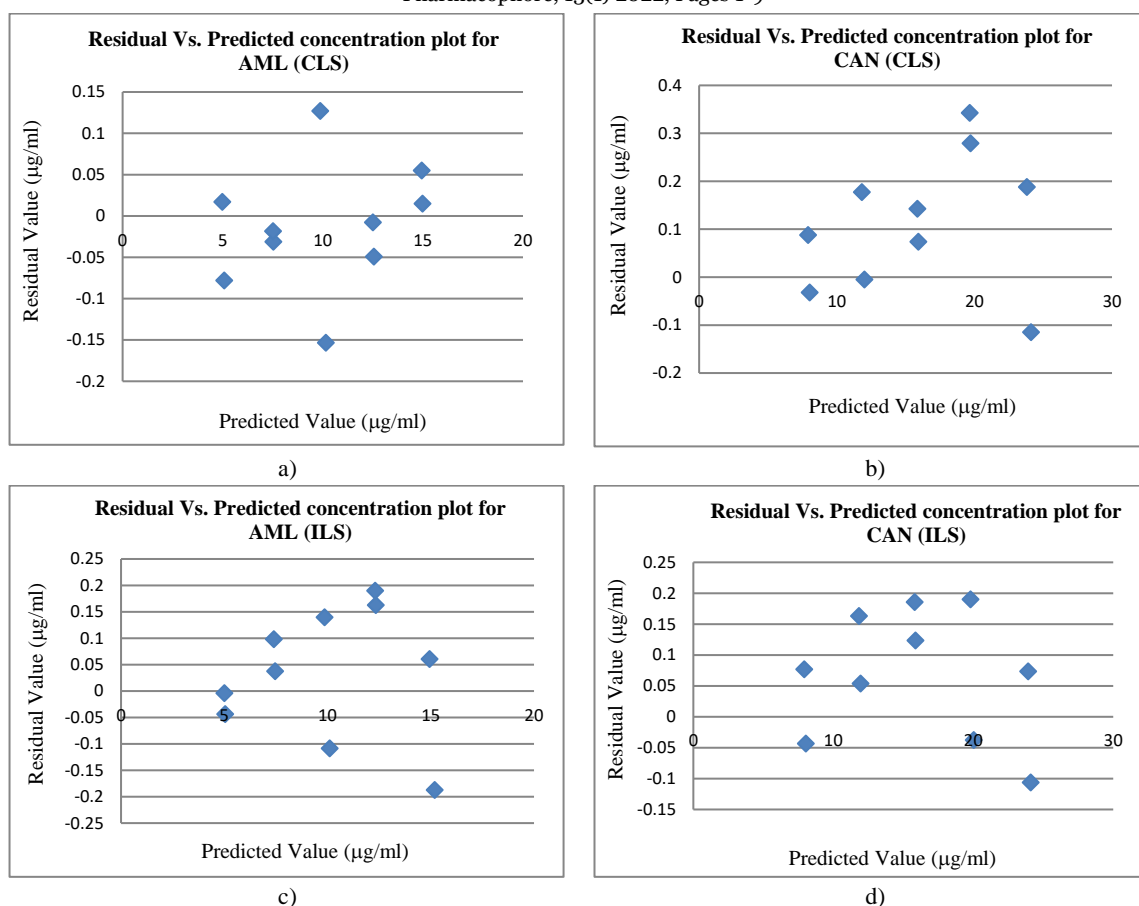 Residual Vs. Predicted concentration plot for
AML (CLS)
Residual Value (µg/ml)
0.15
0.1
0.05
0
-0.05
-0.1
-0.15
-0.2
0
5
10
15
20
Predicted Value (µg/ml)
a)
Residual Vs. Predicted concentration plot for
CAN (CLS)
Residual Value (µg/ml)
0.4
0.3
0.2
0.1
0
-0.1
-0.2
0
10
20
30
Predicted Value (µg/ml)
b)
Residual Vs. Predicted concentration plot for
AML (ILS)
Residual Value (µg/ml)
0.25
0.2
0.15
0.1
0.05
0
-0.05
-0.1
-0.15
-0.2
-0.25
0
5
10
15
20
Predicted Value (µg/ml)
c)
Residual Vs. Predicted concentration plot for
CAN (ILS)
Residual Value (µg/ml)
0.25
0.2
0.15
0.1
0.05
0
-0.05
-0.1
-0.15
0
10
20
30
Predicted Value (µg/ml)
d)